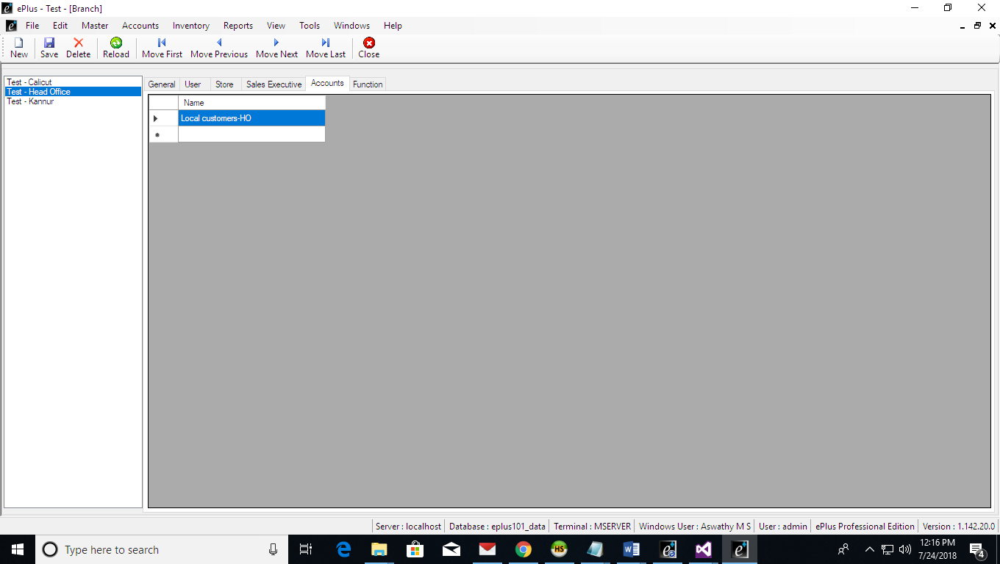 ePlus - Test - [Branch]
File Edit Master Accounts Inventory Reports View Tools Windows Help
New Save Delete Reload Move First Move Previous Move Next Move Last Close
Test - Calicut
Test - Head Office
Test - Kannur
General User Store Sales Executive Accounts Function
Name
Local customers-HO
Server : localhost Database : eplus101_data Terminal : MSERVER Windows User : Aswathy M S User : admin ePlus Professional Edition Version : 1.142.20.0
Type here to search
HS
12:16 PM
7/24/2018
4